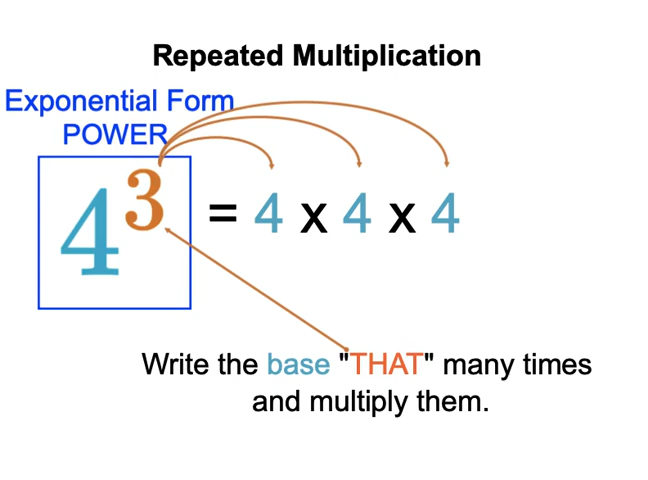 Repeated Multiplication
Exponential Form
POWER
4³ = 4 x 4 x 4
Write the base "THAT" many times
and multiply them.